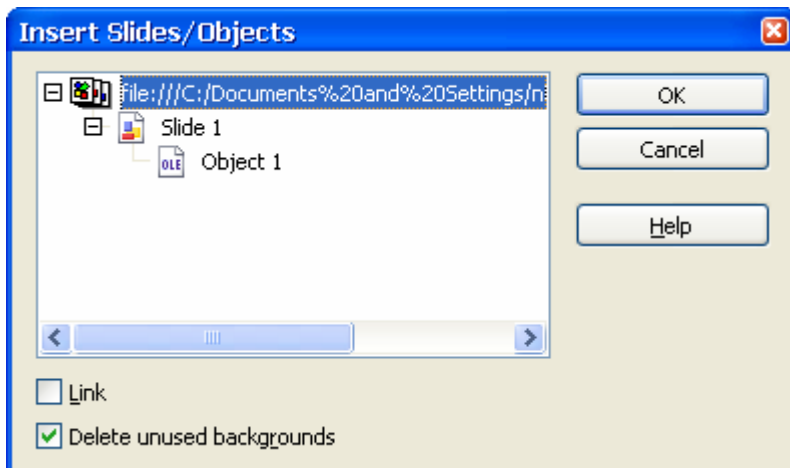 Insert Slides/Objects
file:///C:/Documents%20and%20Settings/n
Slide 1
OLE Object 1
OK
Cancel
Help
Link
Delete unused backgrounds